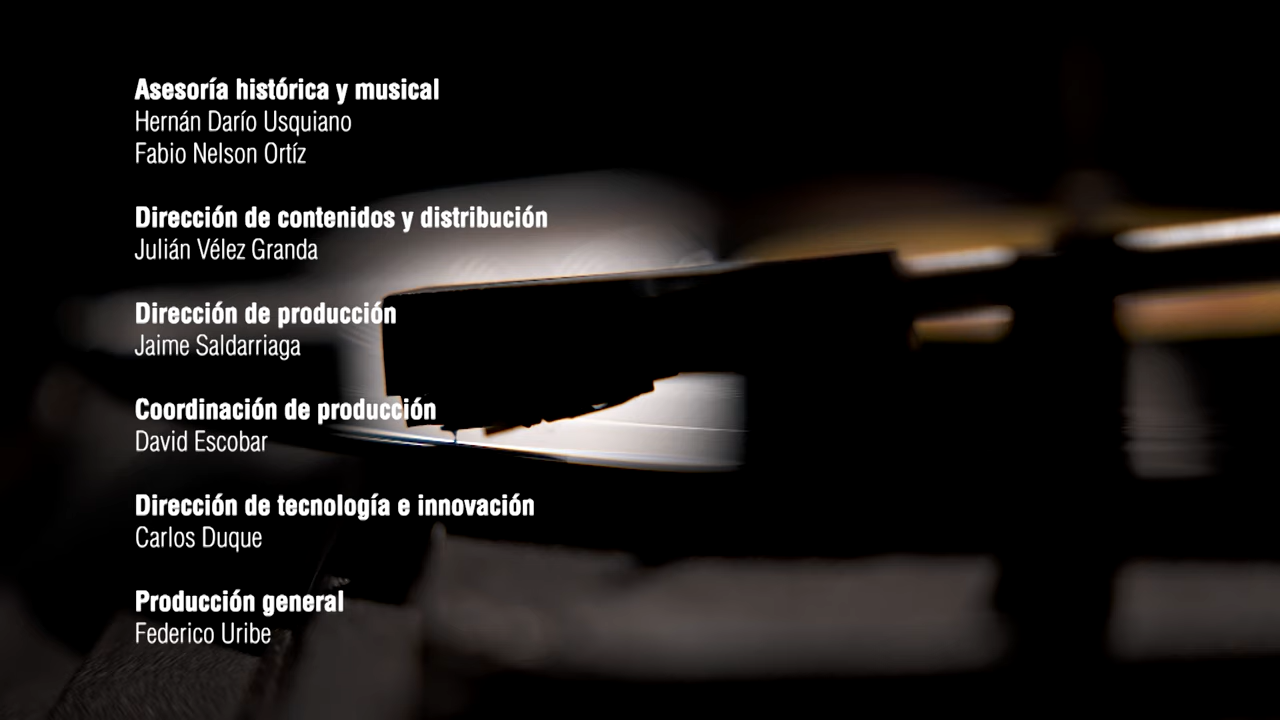 Asesoría histórica y musical
Hernán Darío Usquiano
Fabio Nelson Ortíz
Dirección de contenidos y distribución
Julián Vélez Granda
Dirección de producción
Jaime Saldarriaga
Coordinación de producción
David Escobar
Dirección de tecnología e innovación
Carlos Duque
Producción general
Federico Uribe